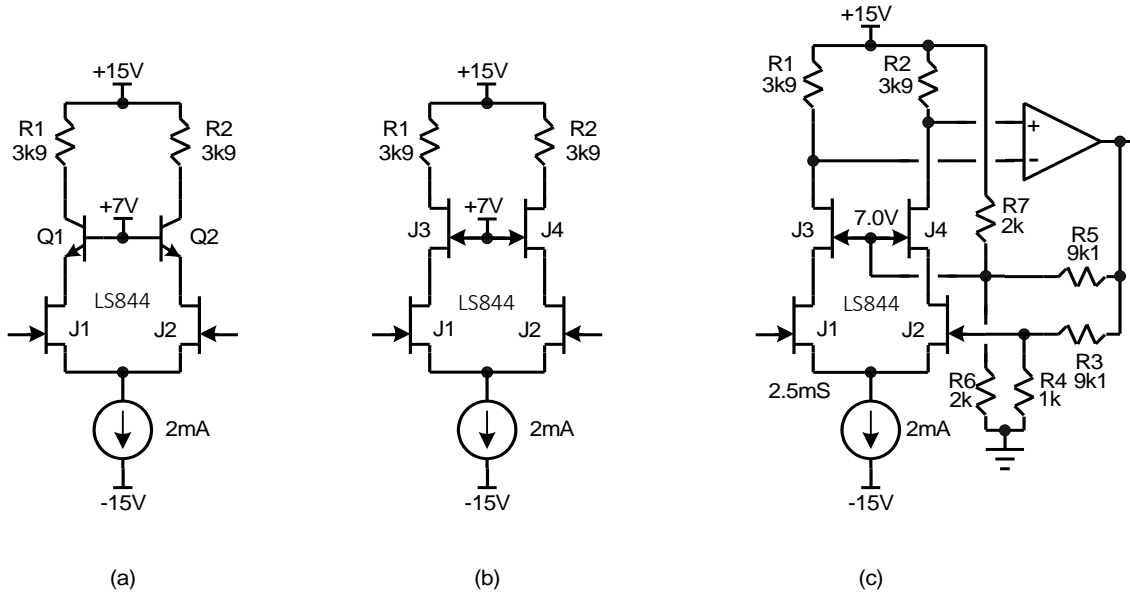 +15V
R1
3k9
R2
3k9
+7V
Q1
Q2
LS844
J1
J2
2mA
-15V
(a)
+15V
R1
3k9
R2
3k9
+7V
J3
J4
LS844
J1
J2
2mA
-15V
(b)
+15V
R1
3k9
R2
3k9
+
-
7.0V
J3
J4
R7
2k
R5
9k1
LS844
J1
J2
R3
9k1
2.5mS
R6
2k
R4
1k
2mA
-15V
(c)